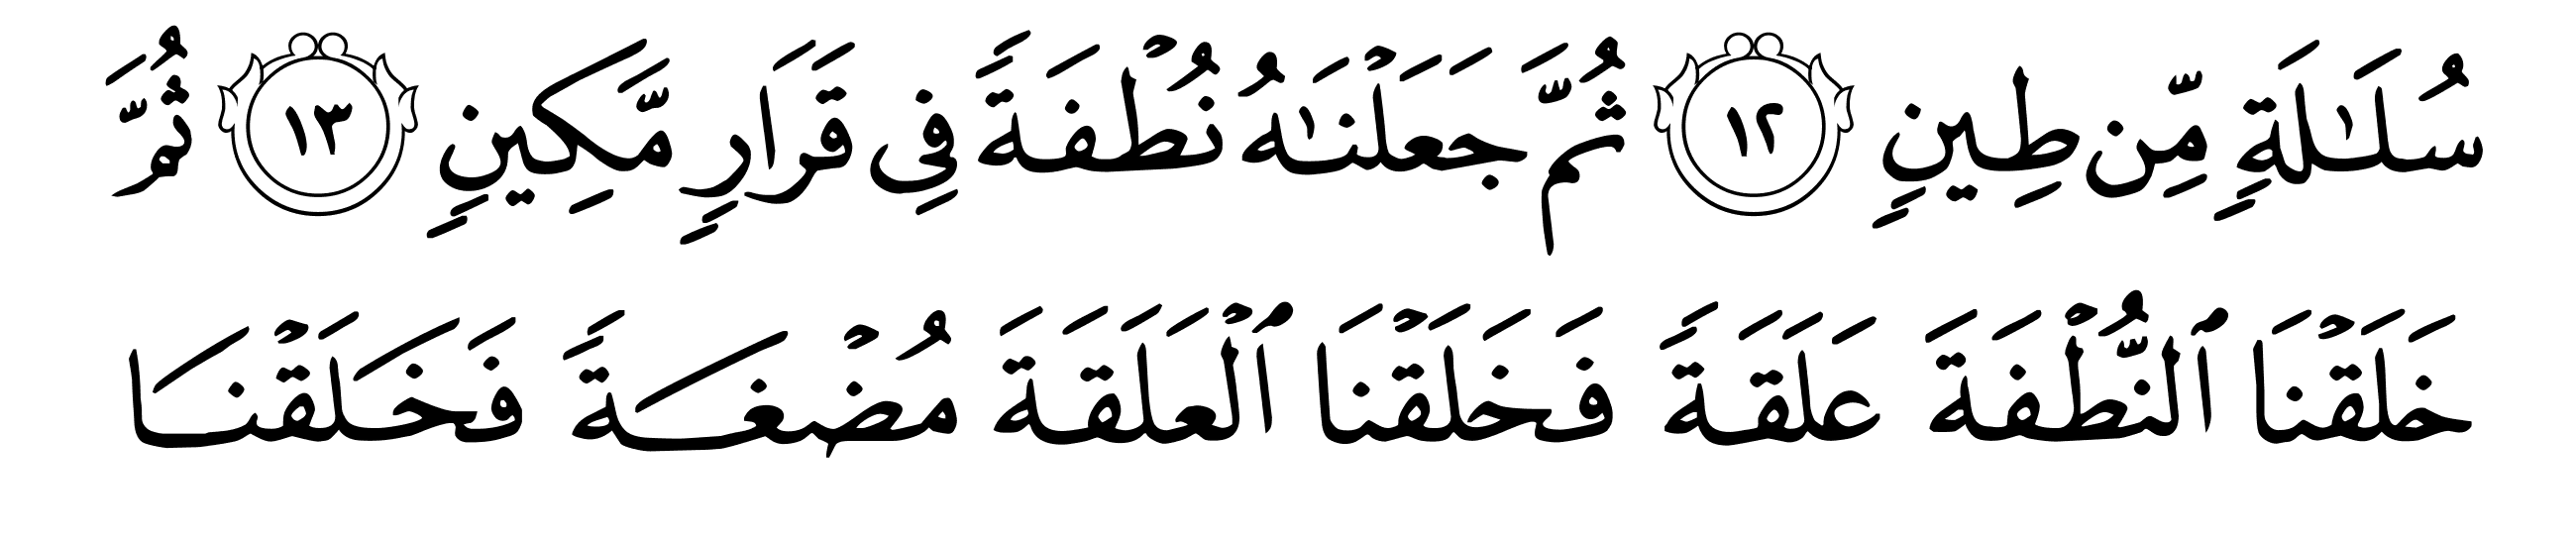 سُلَٰلَةٍ مِّن طِينٍ ١٢ ثُمَّ جَعَلۡنَٰهُ نُطۡفَةً فِي قَرَارٍ مَّكِينٍ ١٣ ثُمَّ
خَلَقۡنَا ٱلنُّطۡفَةَ عَلَقَةً فَخَلَقۡنَا ٱلۡعَلَقَةَ مُضۡغَةً فَخَلَقۡنَا